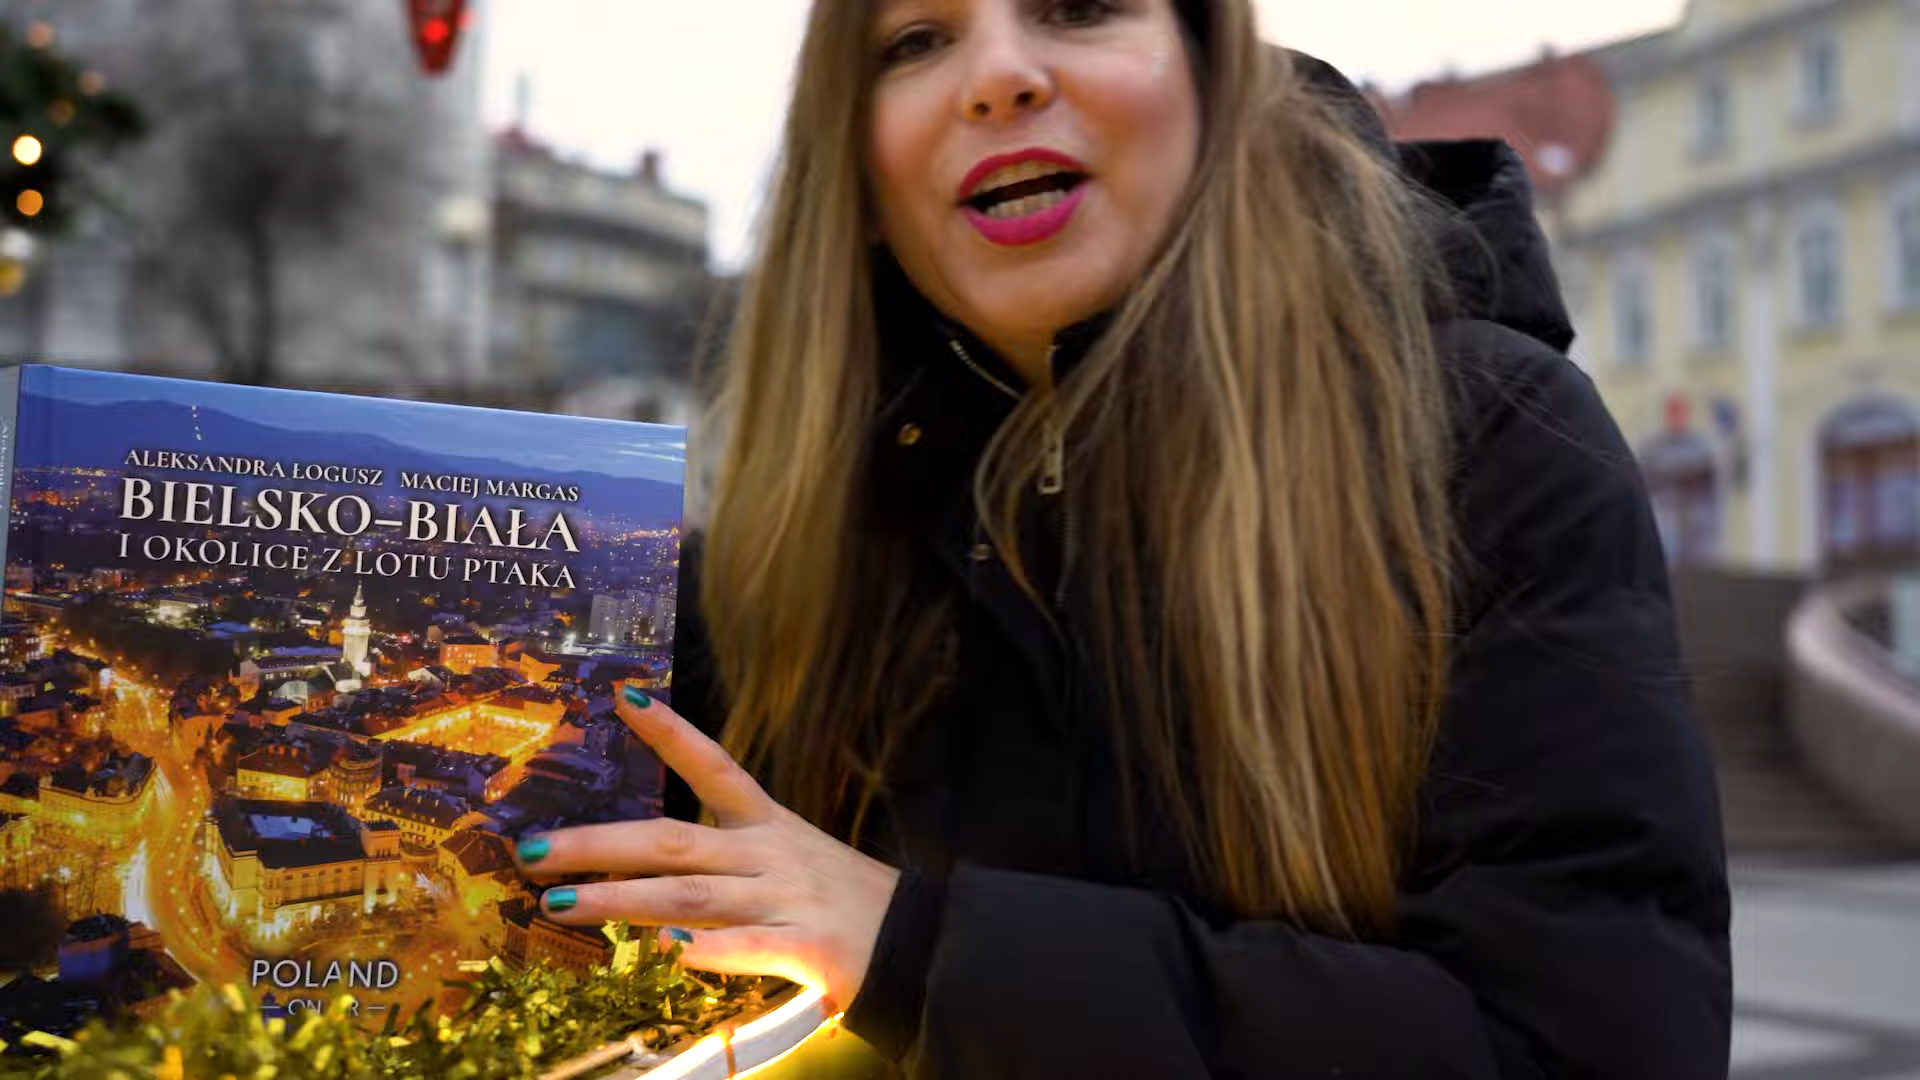 ALEKSANDRA ŁOGUSZ MACIEJ MARGAS
BIELSKO–BIAŁA
I OKOLICE Z LOTU PTAKA
POLAND